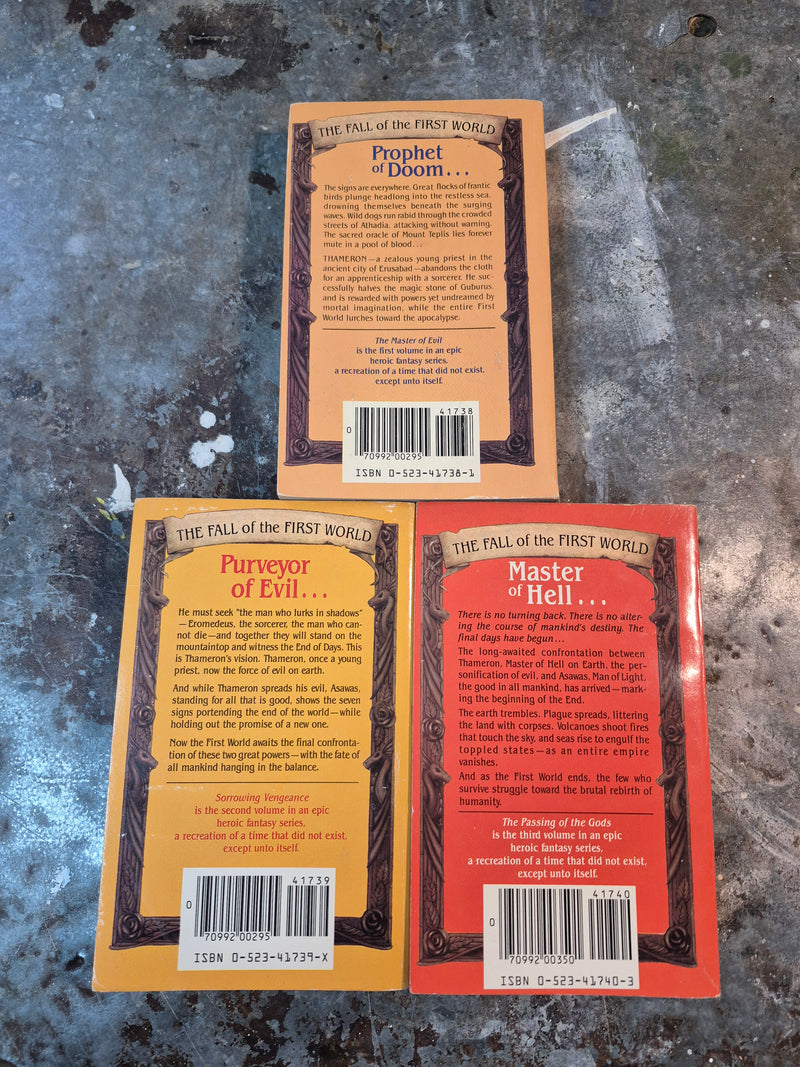 THE FALL of the FIRST WORLD
Prophet
of Doom...
The signs are everywhere. Great flocks of frantic
birds plunge headlong into the restless sea,
drowning themselves beneath the surging
waves. Wild dogs run rabid through the crowded
streets of Athadia, attacking without warning.
The sacred oracle of Mount Teplis lies forever
mute in a pool of blood...
THAMERON—a zealous young priest in the
ancient city of Erusabad—abandons the cloth
for an apprenticeship with a sorcerer. He suc-
cessfully halves the magic stone of Guburus,
and is rewarded with powers yet undreamed by
mortal imagination, while the entire First
World lurches toward the apocalypse.
The Master of Evil
is the first volume in an epic
heroic fantasy series,
a recreation of a time that did not exist,
except unto itself.
41738
0
70992 00295
ISBN 0-523-41738-1
THE FALL of the FIRST WORLD
Purveyor
of Evil...
He must seek "the man who lurks in shadows"
—Eromedeus, the sorcerer, the man who can-
not die—and together they will stand on the
mountaintop and witness the End of Days. This
is Thameron's vision. Thameron, once a young
priest, now the force of evil on earth.
And while Thameron spreads his evil, Asawas,
standing for all that is good, shows the seven
signs portending the end of the world—while
holding out the promise of a new one.
Now the First World awaits the final confronta-
tion of these two great powers—with the fate of
all mankind hanging in the balance.
Sorrowing Vengeance
is the second volume in an epic
heroic fantasy series,
a recreation of a time that did not exist,
except unto itself.
41739
0
70992 00295
ISBN 0-523-41739-X
THE FALL of the FIRST WORLD
Master
of Hell...
There is no turning back. There is no alter-
ing the course of mankind's destiny. The
final days have begun...
The long-awaited confrontation between
Thameron, Master of Hell on Earth, the per-
sonification of evil, and Asawas, Man of Light,
the good in all mankind, has arrived—mark-
ing the beginning of the End.
The earth trembles. Plague spreads, littering
the land with corpses. Volcanoes shoot fires
that touch the sky, and seas rise to engulf the
toppled states—as an entire empire
vanishes.
And as the First World ends, the few who
survive struggle toward the brutal rebirth of
humanity.
The Passing of the Gods
is the third volume in an epic
heroic fantasy series,
a recreation of a time that did not exist,
except unto itself.
41740
0
70992 00350
ISBN 0-523-41740-3